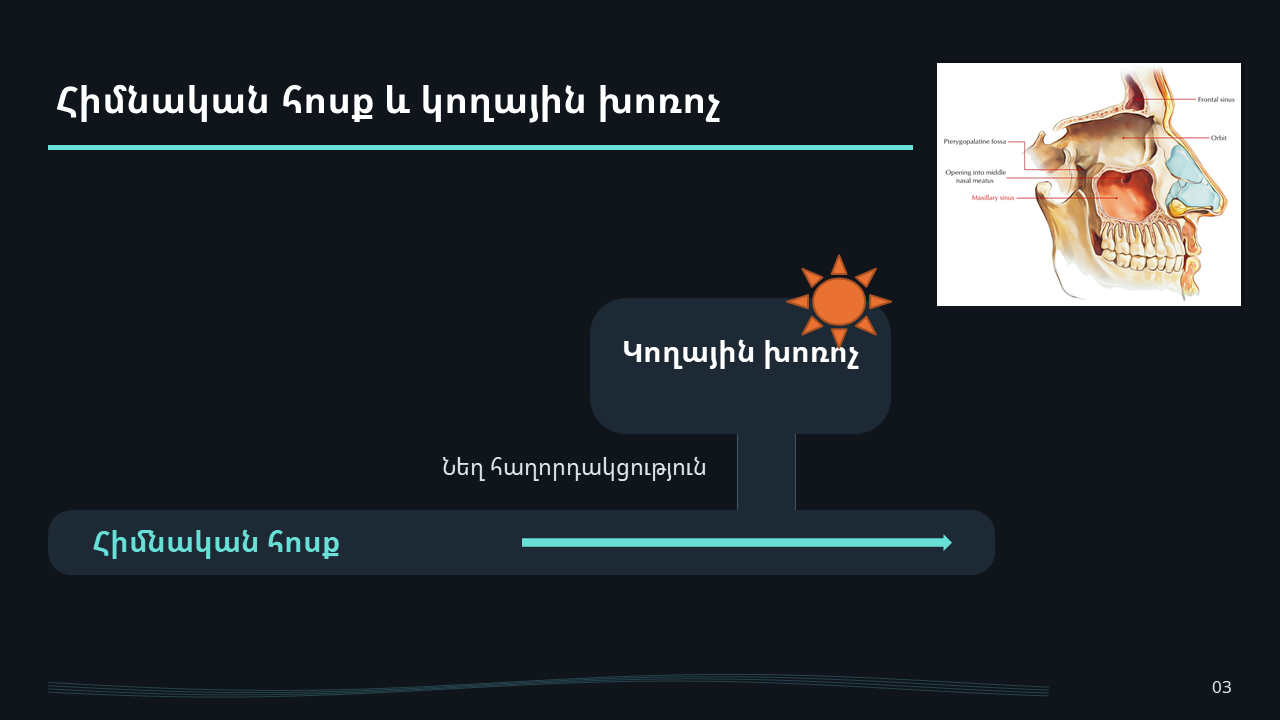 Հիմնական հոսք և կողային խոռոչ
Frontal sinus
Orbit
Pterygopalatine fossa
Opening into middle
nasal meatus
Maxillary sinus
Կողային խոռոչ
Նեղ հաղորդակցություն
Հիմնական հոսք
03